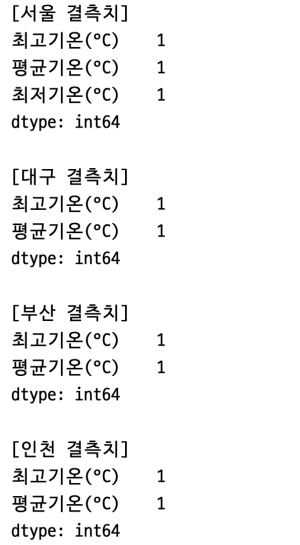 [서울 결측치]
최고기온(°C)    1
평균기온(°C)    1
최저기온(°C)    1
dtype: int64

[대구 결측치]
최고기온(°C)    1
평균기온(°C)    1
dtype: int64

[부산 결측치]
최고기온(°C)    1
평균기온(°C)    1
dtype: int64

[인천 결측치]
최고기온(°C)    1
평균기온(°C)    1
dtype: int64